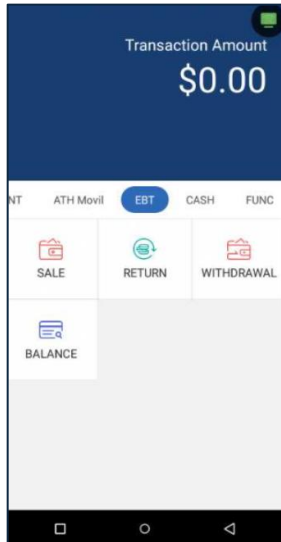 Transaction Amount
$0.00
NT ATH Movil EBT CASH FUNC
SALE RETURN WITHDRAWAL
BALANCE